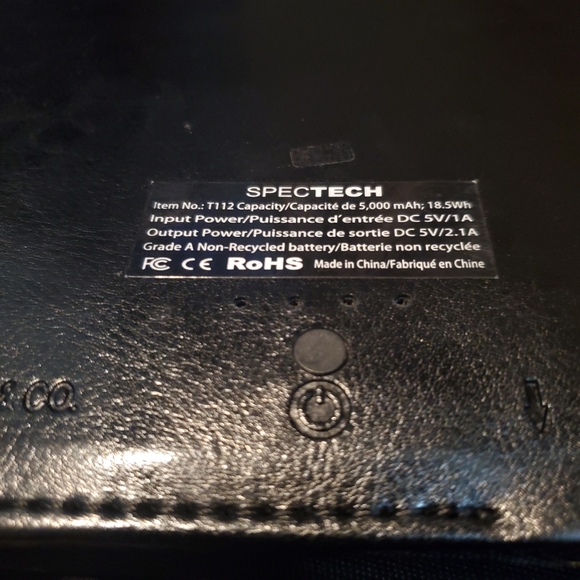 SPECTECH
Item No.: T112 Capacity/Capacité de 5,000 mAh; 18.5Wh
Input Power/Puissance d'entrée DC 5V/1A
Output Power/Puissance de sortie DC 5V/2.1A
Grade A Non-Recycled battery/Batterie non recyclée
FC CE RoHS Made in China/Fabriqué en Chine
& CO.